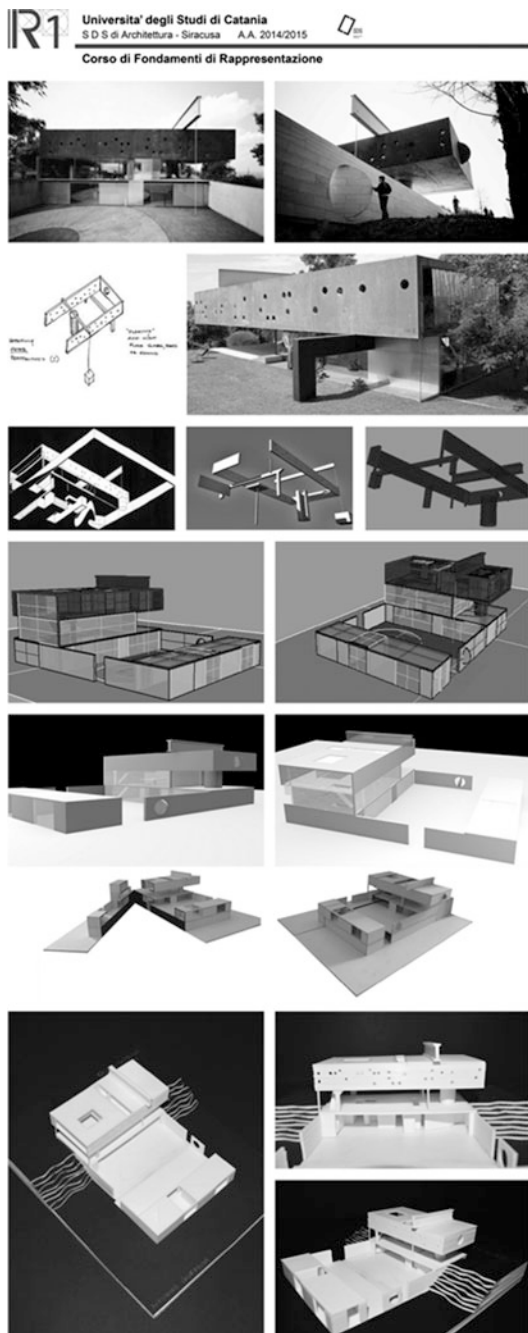 R1
Universita' degli Studi di Catania
S D S di Architettura - Siracusa A.A. 2014/2015
Corso di Fondamenti di Rappresentazione